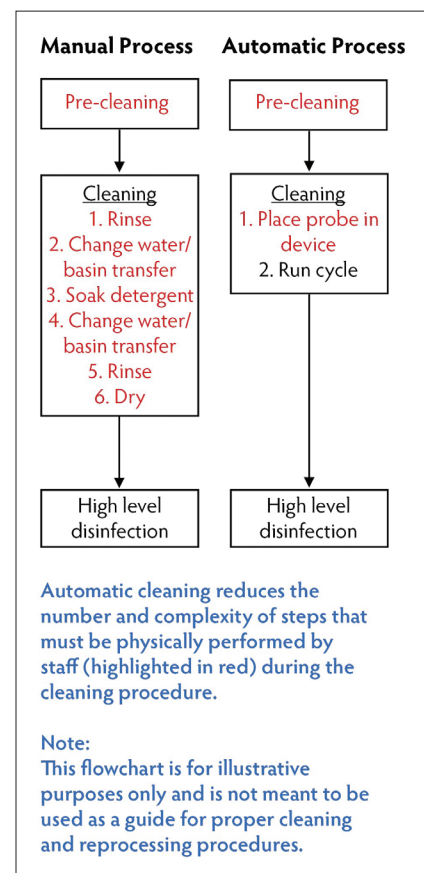 Manual Process
Pre-cleaning
Cleaning
1. Rinse
2. Change water/
basin transfer
3. Soak detergent
4. Change water/
basin transfer
5. Rinse
6. Dry
High level
disinfection
Automatic Process
Pre-cleaning
Cleaning
1. Place probe in
device
2. Run cycle
High level
disinfection
Automatic cleaning reduces the
number and complexity of steps that
must be physically performed by
staff (highlighted in red) during the
cleaning procedure.
Note:
This flowchart is for illustrative
purposes only and is not meant to be
used as a guide for proper cleaning
and reprocessing procedures.